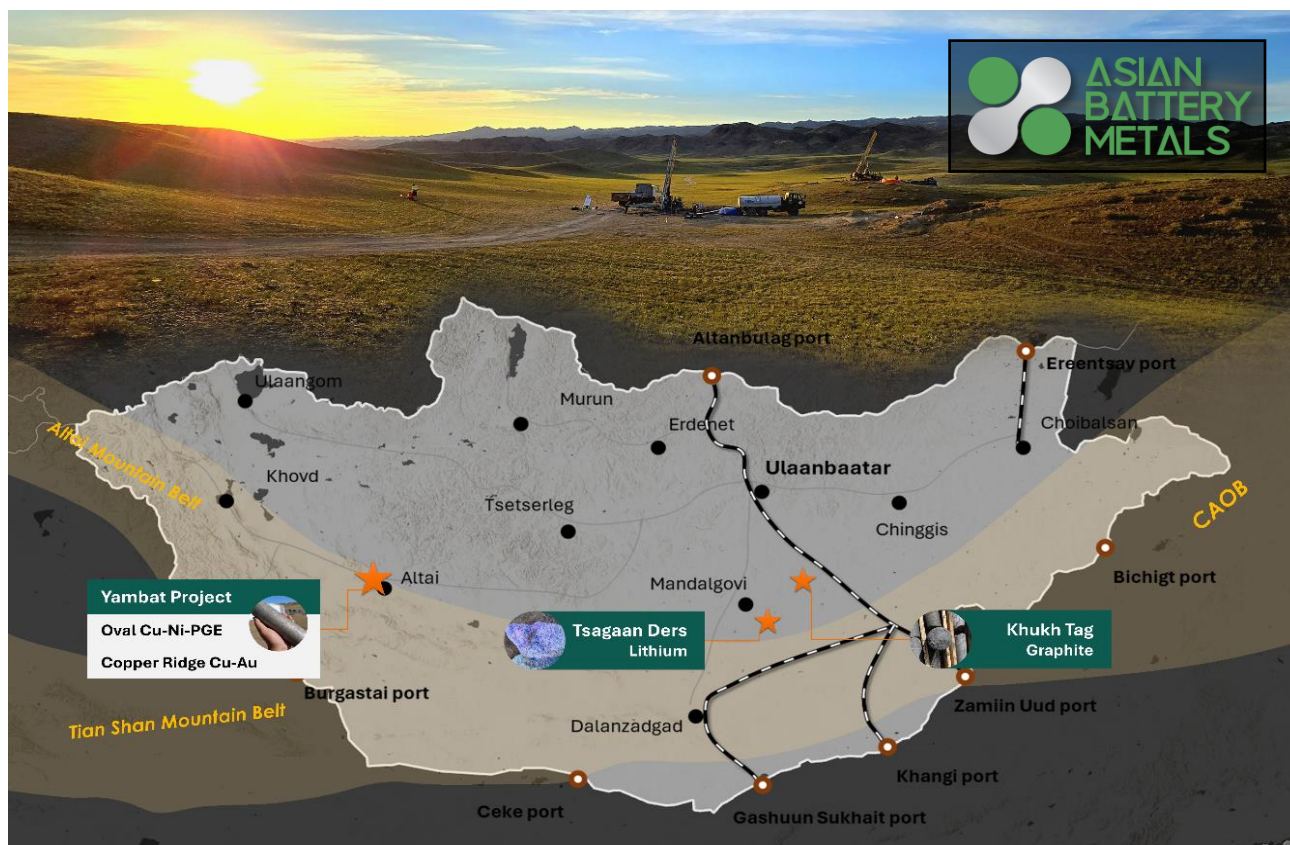 ASIAN
BATTERY
METALS
Altanbulag port
Ereentsav port
Ulaangom
Murun
Erdenet
Choibalsan
Altai Mountain Belt
Khovd
Ulaanbaatar
Tsetserleg
Chinggis
CAOB
Altai
Mandalgovi
Bichigt port
Yambat Project
Oval Cu-Ni-PGE
Copper Ridge Cu-Au
Tsagaan Ders
Lithium
Khukh Tag
Graphite
Burgastai port
Zamiin Uud port
Tian Shan Mountain Belt
Dalanzadgad
Khangi port
Ceke port
Gashuun Sukhait port